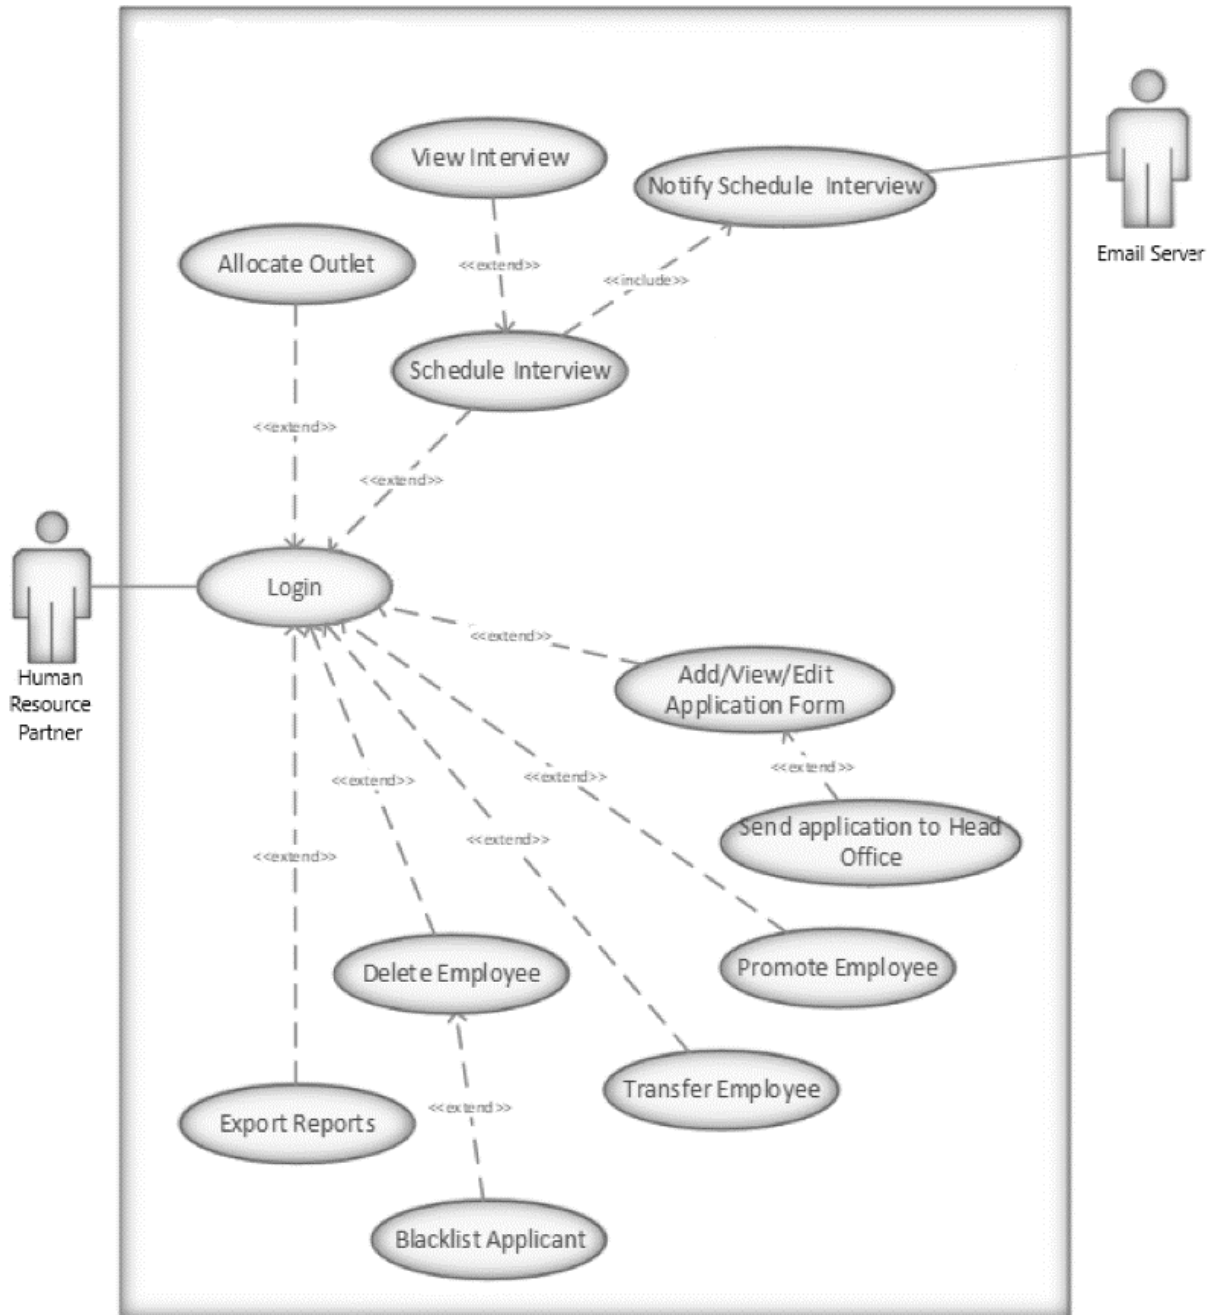 View Interview
Notify Schedule Interview
Email Server
Allocate Outlet
<<extend>>
<<include>>
Schedule Interview
<<extend>>
<<extend>>
Login
Human
Resource
Partner
<<extend>>
Add/View/Edit
Application Form
<<extend>>
<<extend>>
<<extend>>
Send application to Head
Office
<<extend>>
<<extend>>
Delete Employee
Promote Employee
Transfer Employee
<<extend>>
Export Reports
Blacklist Applicant